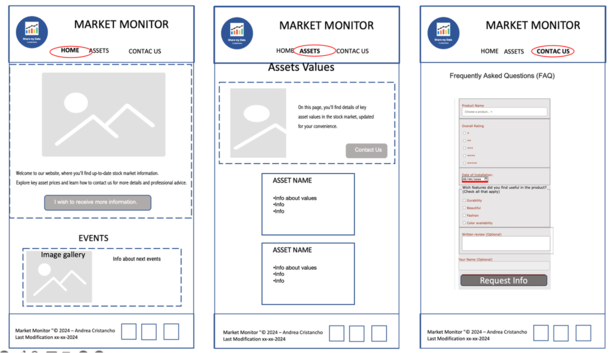 MARKET MONITOR
HOME ASSETS CONTAC US
Welcome to our website, where you'll find up-to-date stock market information.
Explore key asset prices and learn how to contact us for more details and professional advice.
I wish to receive more information.
EVENTS
Image gallery
Info about next events
Market Monitor "© 2024 – Andrea Cristancho
Last Modification xx-xx-2024
MARKET MONITOR
HOME ASSETS CONTAC US
Assets Values
On this page, you'll find details of key
asset values in the stock market, updated
for your convenience.
Contact Us
ASSET NAME
•Info about values
•Info
•Info
ASSET NAME
•Info about values
•Info
•Info
Market Monitor "© 2024 – Andrea Cristancho
Last Modification xx-xx-2024
MARKET MONITOR
HOME ASSETS CONTAC US
Frequently Asked Questions (FAQ)
Product Name
Overall Rating
Date of Installation
Wich features did you find useful in the product?
(Check all that apply)
Durability
Beautiful
Fashion
Color availability
Written review (Optional)
Your Name (Optional)
Request Info
Market Monitor "© 2024 – Andrea Cristancho
Last Modification xx-xx-2024